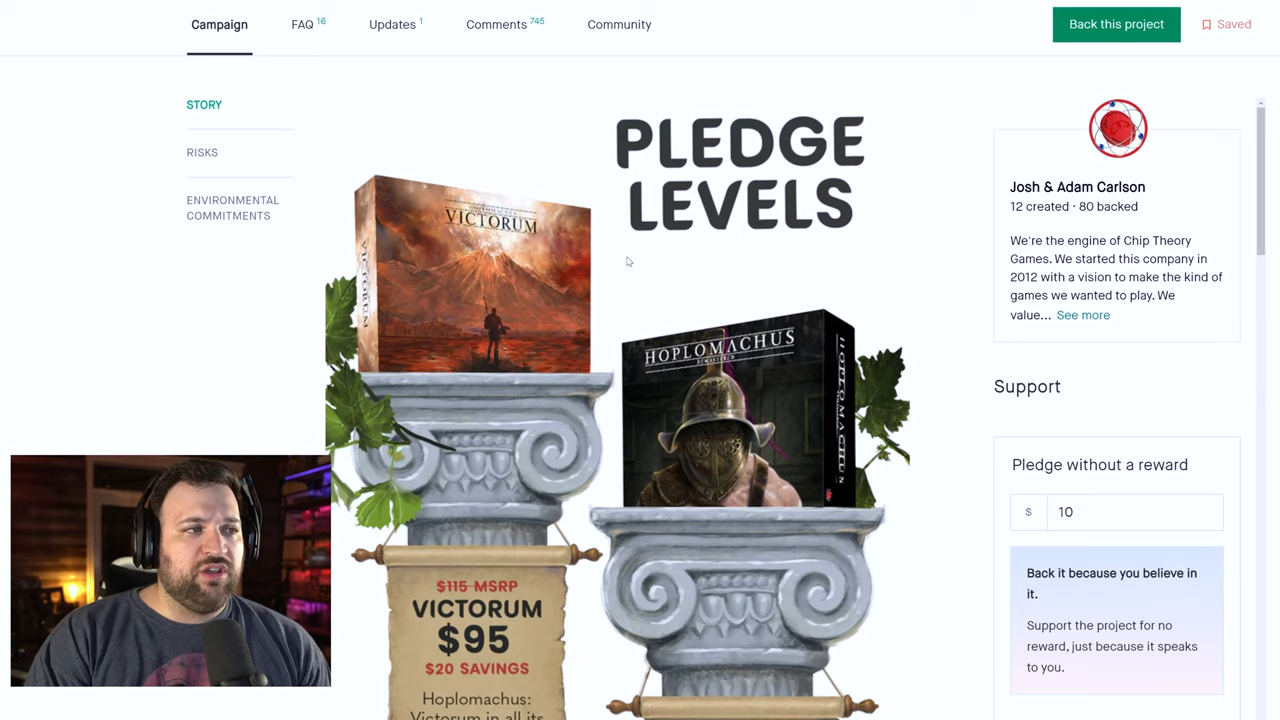 Campaign
FAQ 16
Updates 1
Comments 745
Community
Back this project
Saved
STORY
RISKS
ENVIRONMENTAL
COMMITMENTS
PLEDGE
LEVELS
VICTORUM
VICTORUM
HOPLOMACHUS
REMASTERED
HOPLOMACHUS
$115 MSRP
VICTORUM
$95
$20 SAVINGS
Hoplomachus:
Victorum in all its
Josh & Adam Carlson
12 created · 80 backed
We're the engine of Chip Theory
Games. We started this company in
2012 with a vision to make the kind of
games we wanted to play. We
value... See more
Support
Pledge without a reward
$ 10
Back it because you believe in
it.
Support the project for no
reward, just because it speaks
to you.